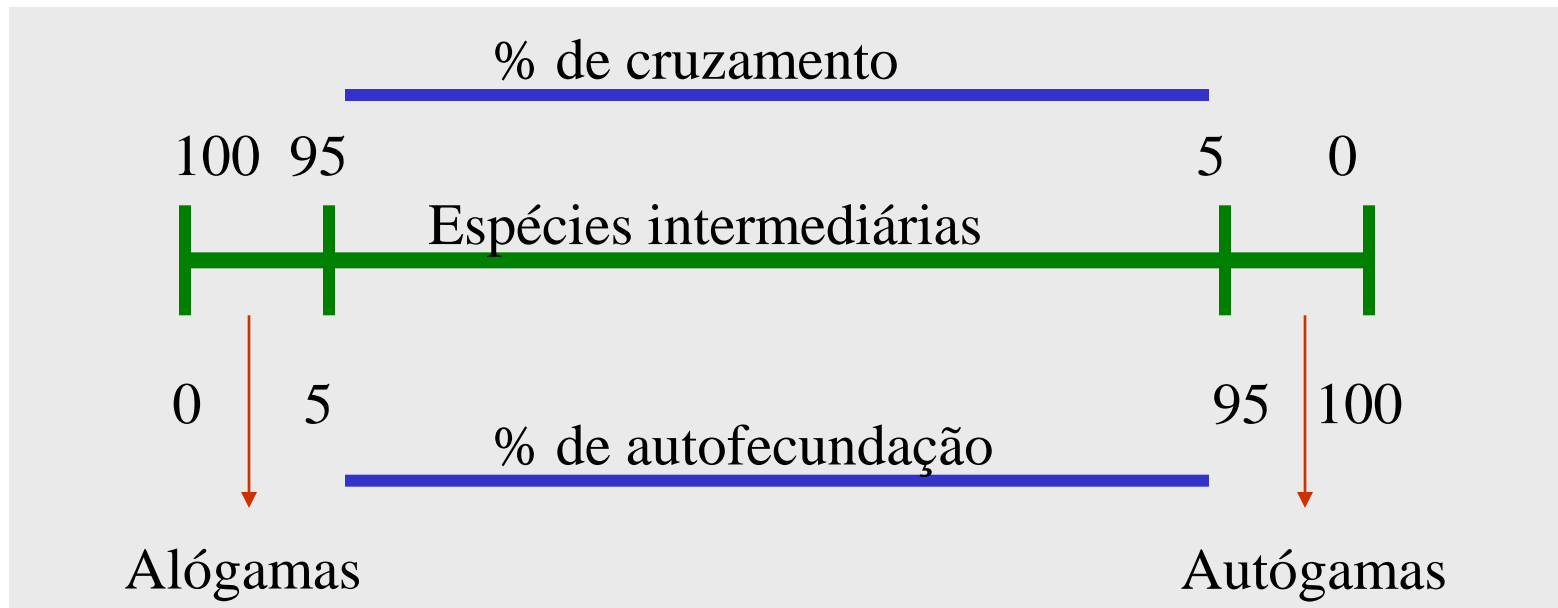 % de cruzamento
100 95 5 0
Espécies intermediárias
0 5 95 100
% de autofecundação
Alógamas Autógamas